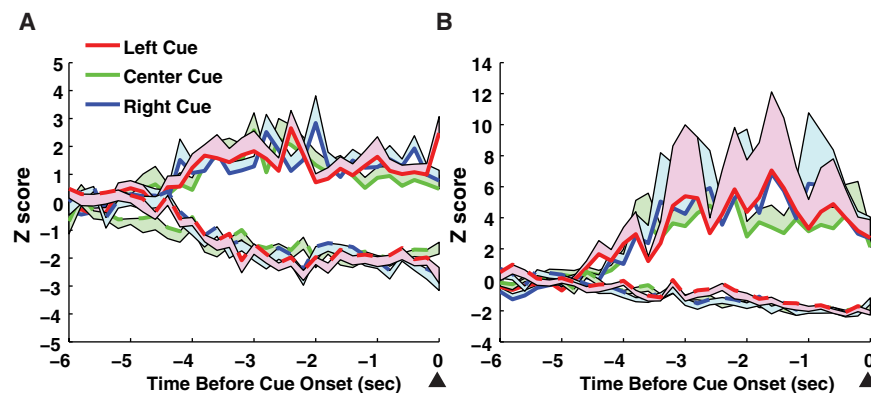 A
Left Cue
Center Cue
Right Cue
Z score
5
4
3
2
1
0
−1
−2
−3
−4
−5
−6 −5 −4 −3 −2 −1 0
Time Before Cue Onset (sec)
B
Z score
14
12
10
8
6
4
2
0
−2
−4
−6 −5 −4 −3 −2 −1 0
Time Before Cue Onset (sec)